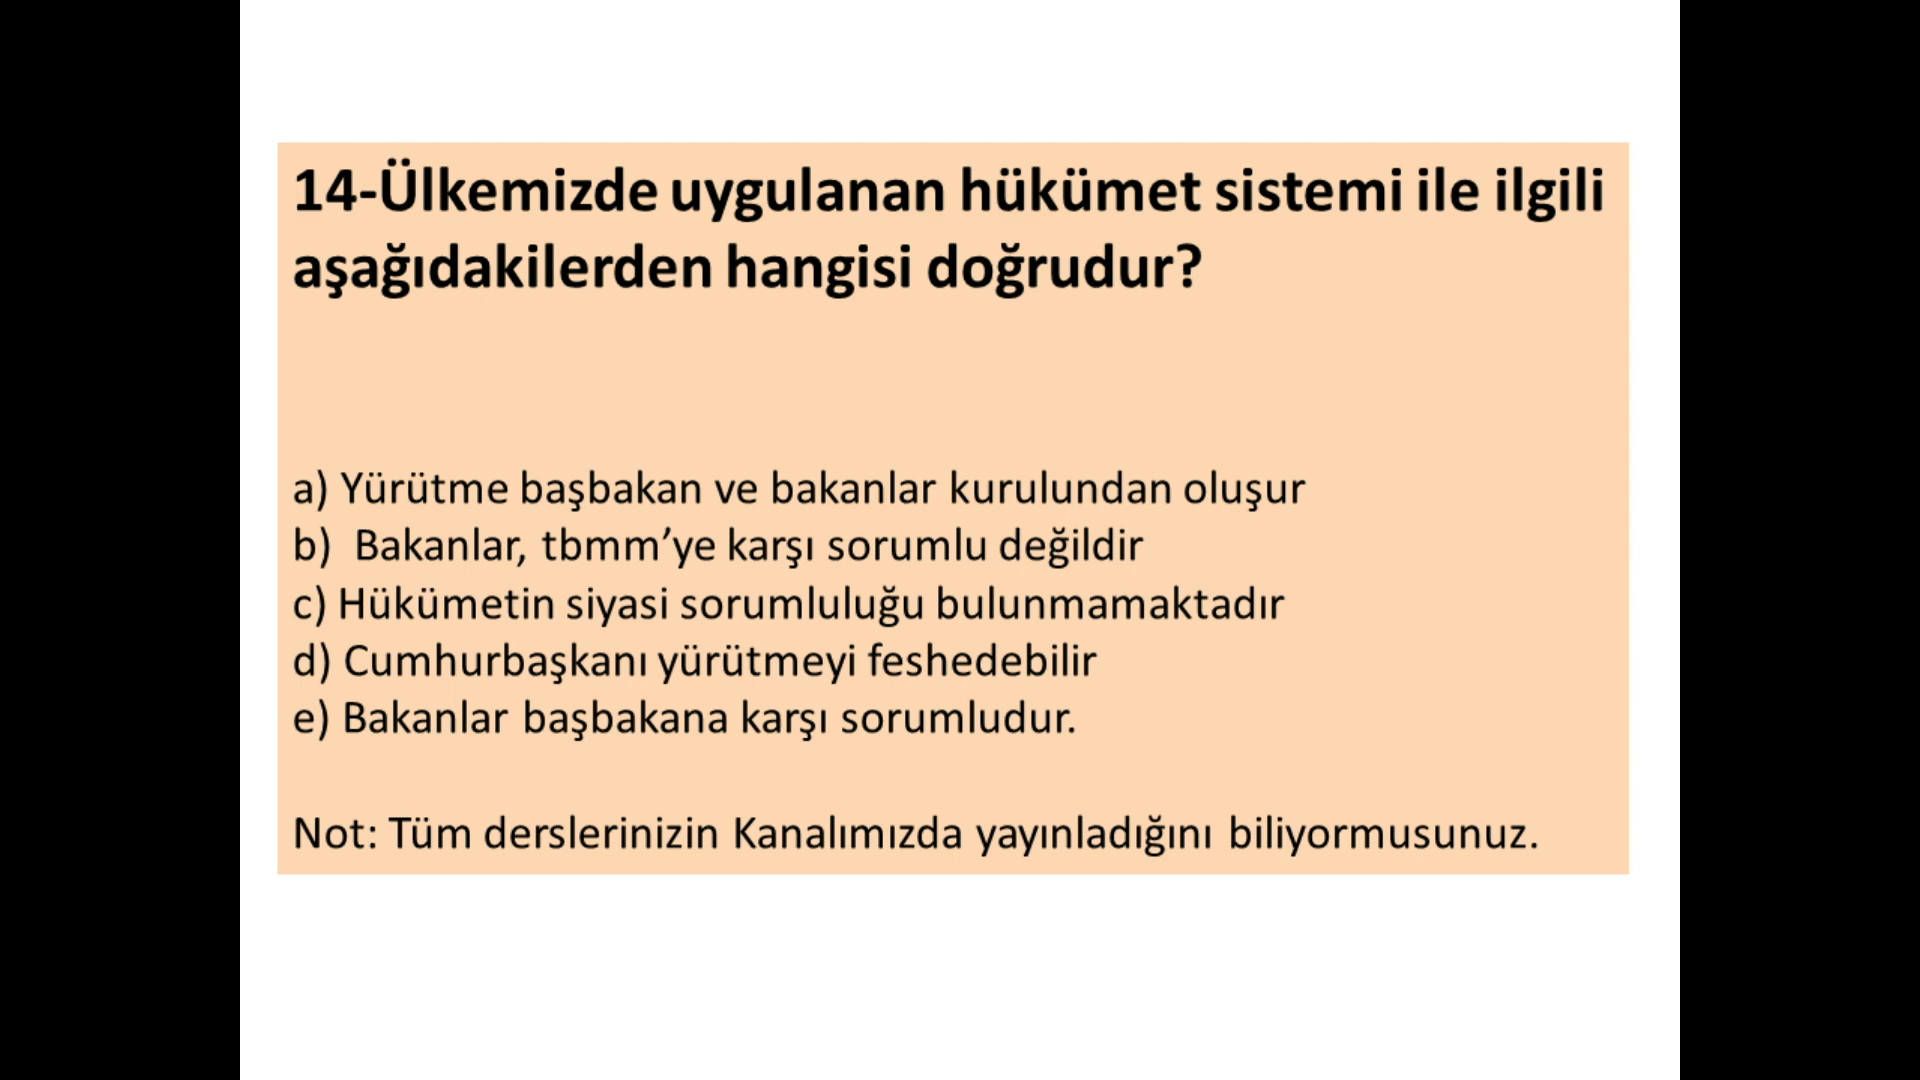 14-Ülkemizde uygulanan hükümet sistemi ile ilgili
aşağıdakilerden hangisi doğrudur?
a) Yürütme başbakan ve bakanlar kurulundan oluşur
b) Bakanlar, tbmm’ye karşı sorumlu değildir
c) Hükümetin siyasi sorumluluğu bulunmamaktadır
d) Cumhurbaşkanı yürütmeyi feshedebilir
e) Bakanlar başbakana karşı sorumludur.
Not: Tüm derslerinizin Kanalımızda yayınladığını biliyormusunuz.